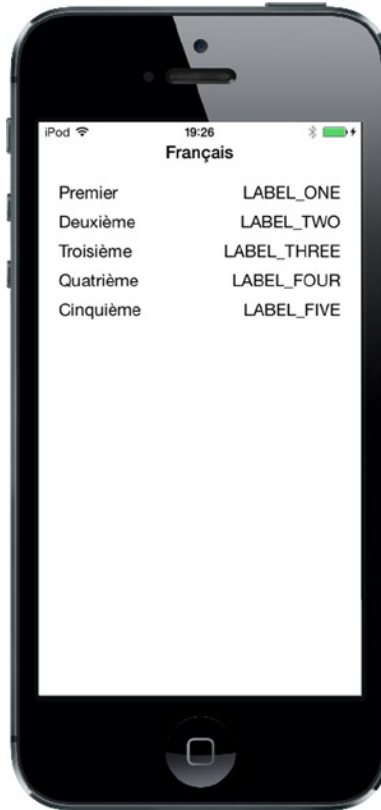 iPod 19:26
Français
Premier LABEL_ONE
Deuxième LABEL_TWO
Troisième LABEL_THREE
Quatrième LABEL_FOUR
Cinquième LABEL_FIVE